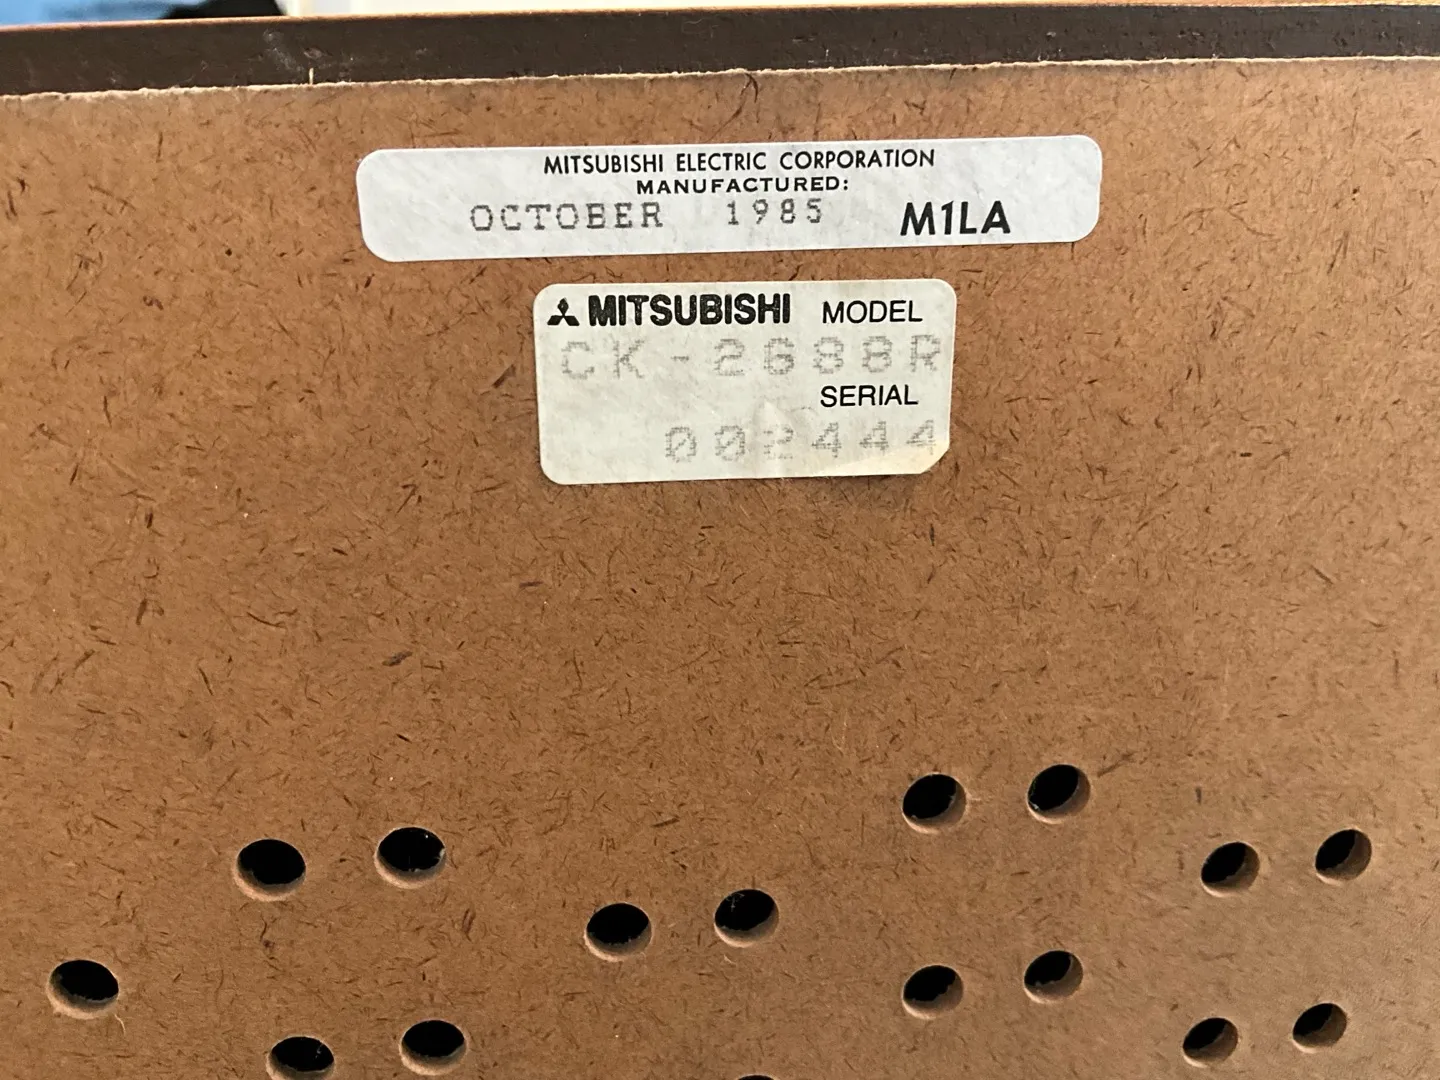 MITSUBISHI ELECTRIC CORPORATION
MANUFACTURED:
OCTOBER 1985 M1LA
MITSUBISHI MODEL
CK-2688R
SERIAL
002444